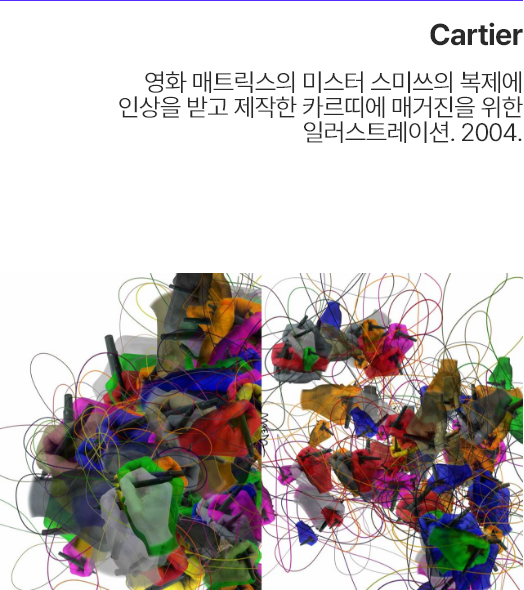 Cartier
영화 매트릭스의 미스터 스미쓰의 복제에
인상을 받고 제작한 카르띠에 매거진을 위한
일러스트레이션. 2004.